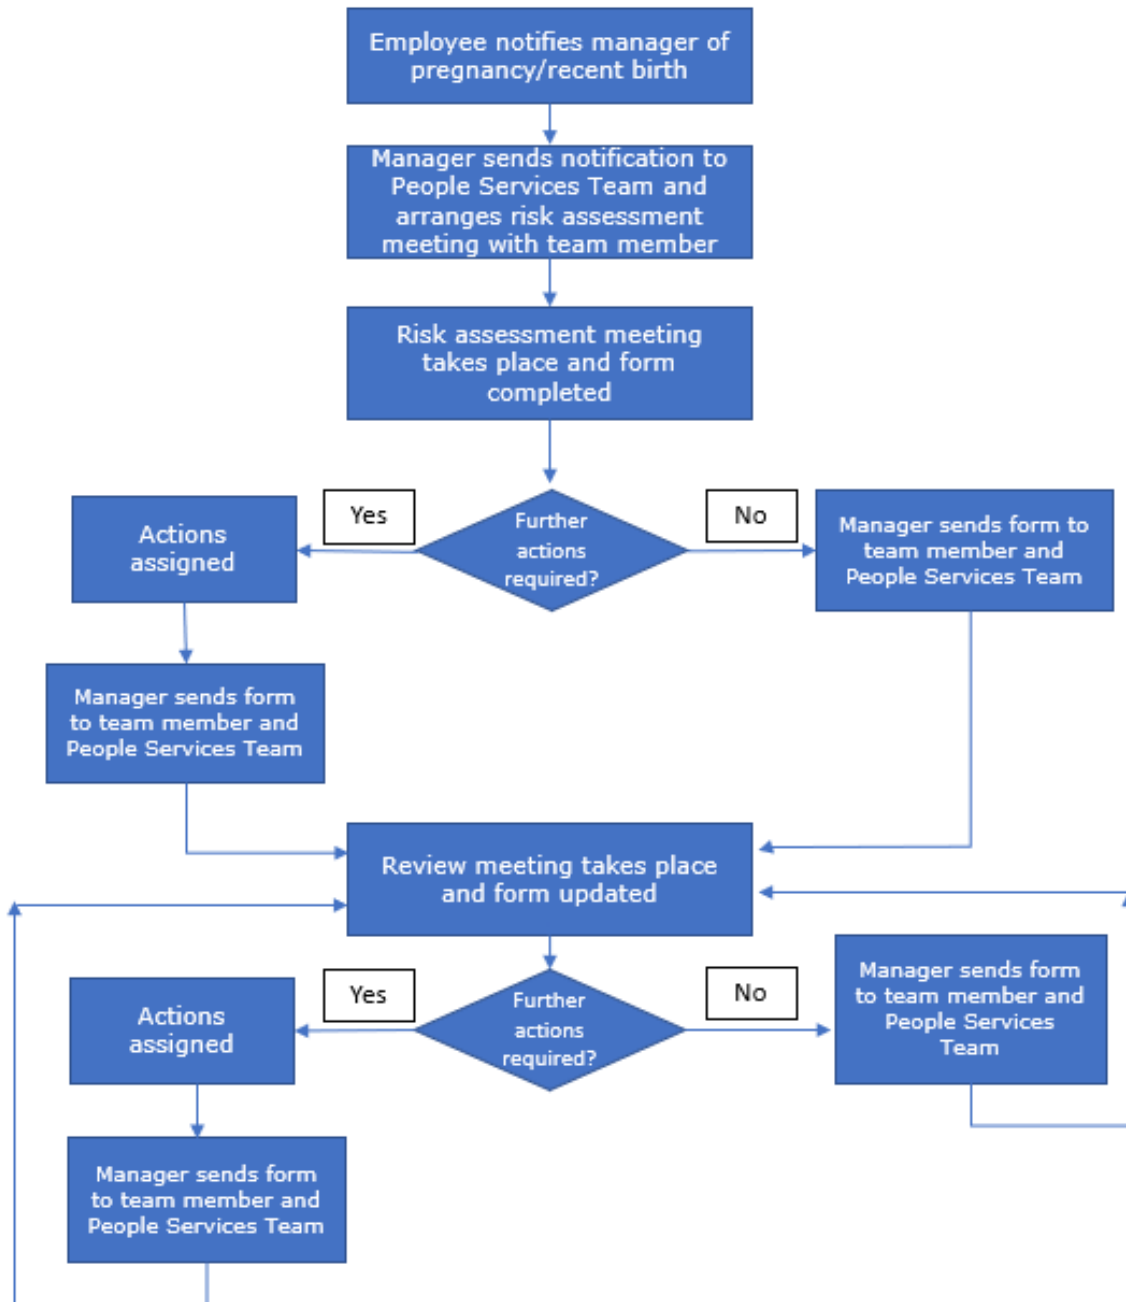 Employee notifies manager of
pregnancy/recent birth
Manager sends notification to
People Services Team and
arranges risk assessment
meeting with team member
Risk assessment meeting
takes place and form
completed
Yes
No
Further
actions
required?
Actions
assigned
Manager sends form to
team member and
People Services Team
Manager sends form
to team member and
People Services Team
Review meeting takes place
and form updated
Yes
No
Further
actions
required?
Actions
assigned
Manager sends form
to team member and
People Services
Team
Manager sends form
to team member and
People Services Team